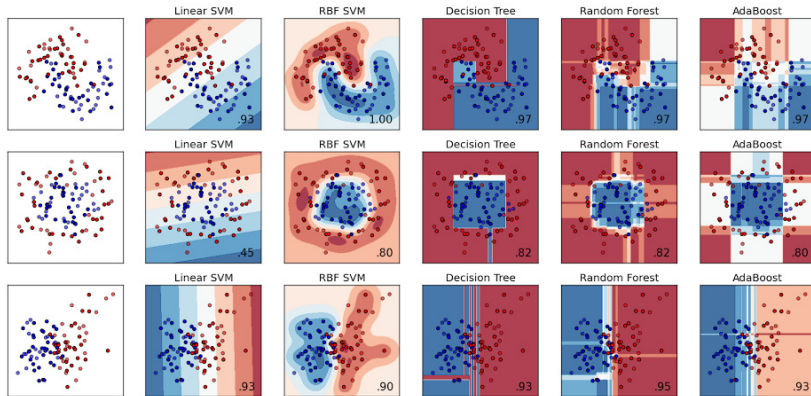 Linear SVM RBF SVM Decision Tree Random Forest AdaBoost
.93 1.00 .97 .97 .97
Linear SVM RBF SVM Decision Tree Random Forest AdaBoost
.45 .80 .82 .82 .80
Linear SVM RBF SVM Decision Tree Random Forest AdaBoost
.93 .90 .93 .95 .93